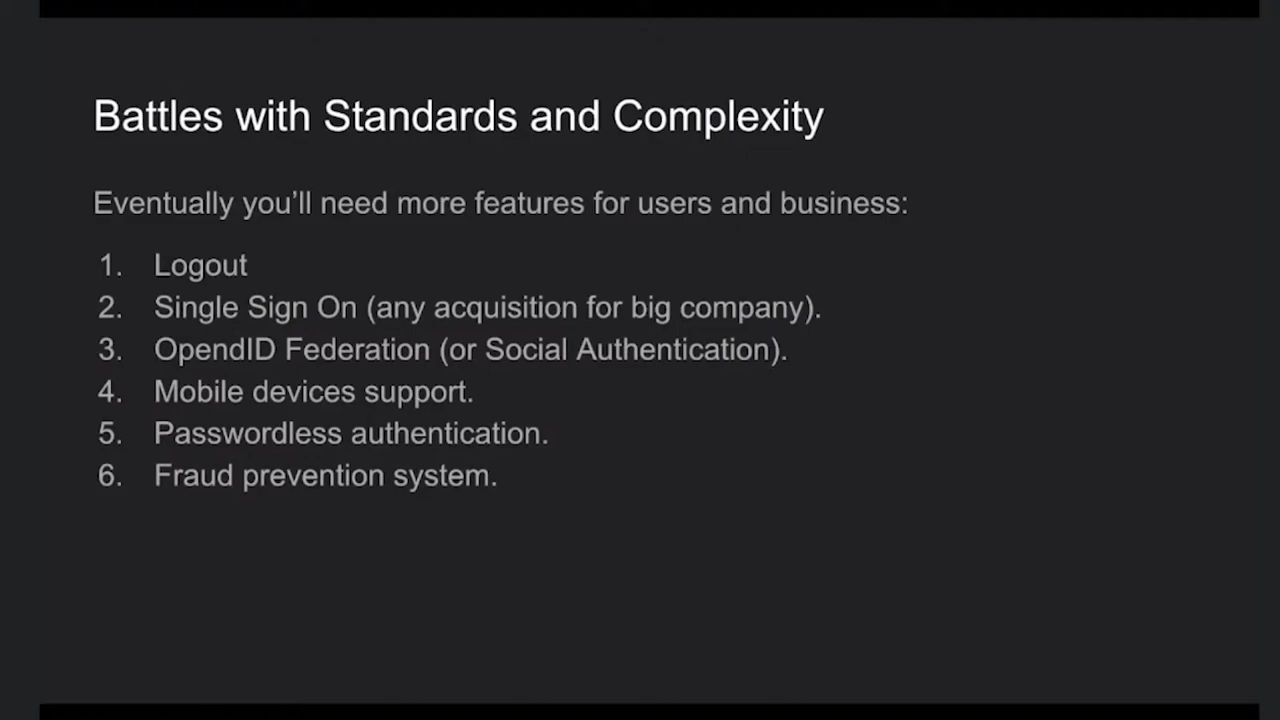 Battles with Standards and Complexity
Eventually you’ll need more features for users and business:
1. Logout
2. Single Sign On (any acquisition for big company).
3. OpendID Federation (or Social Authentication).
4. Mobile devices support.
5. Passwordless authentication.
6. Fraud prevention system.